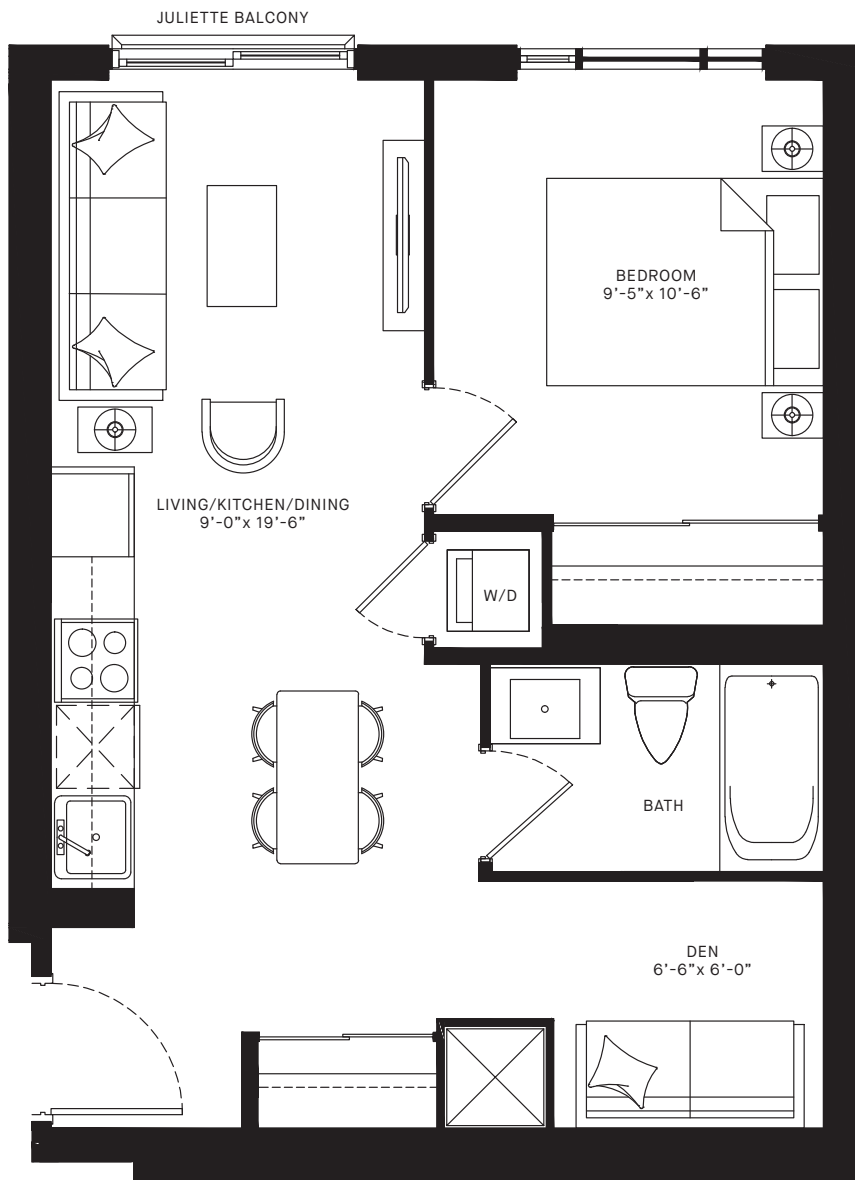 JULIETTE BALCONY
BEDROOM
9’-5”x 10’-6”
LIVING/KITCHEN/DINING
9’-0”x 19’-6”
W/D
BATH
DEN
6’-6”x 6’-0”